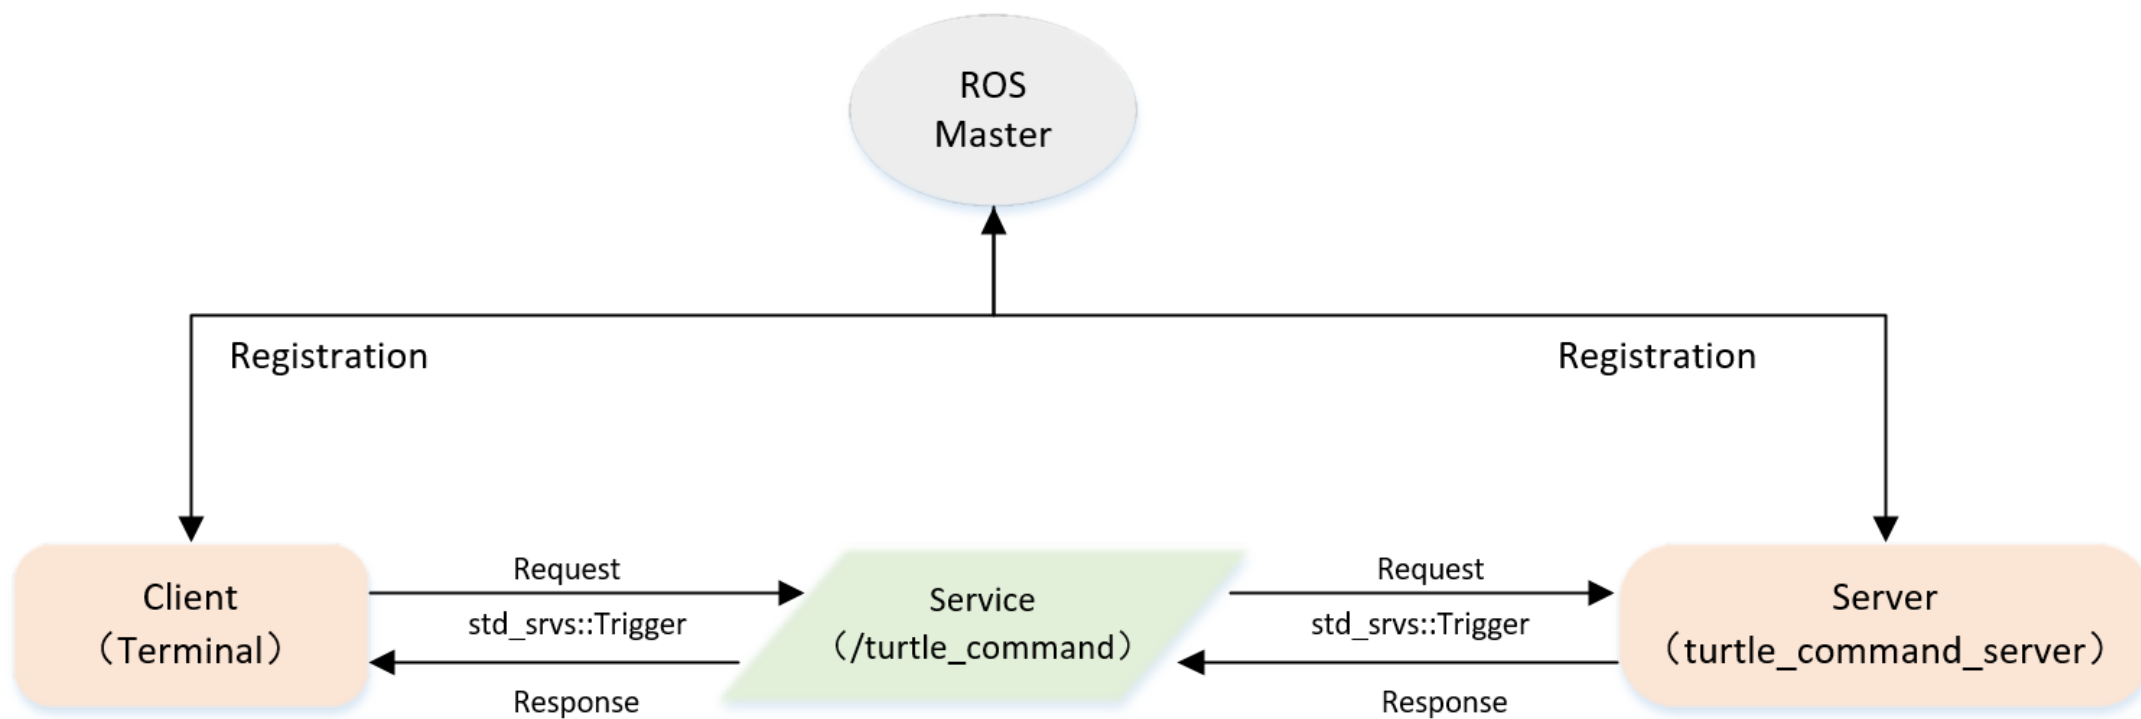 ROS
Master
Registration
Registration
Client
（Terminal）
Request
std_srvs::Trigger
Response
Service
（/turtle_command）
Request
std_srvs::Trigger
Response
Server
（turtle_command_server）